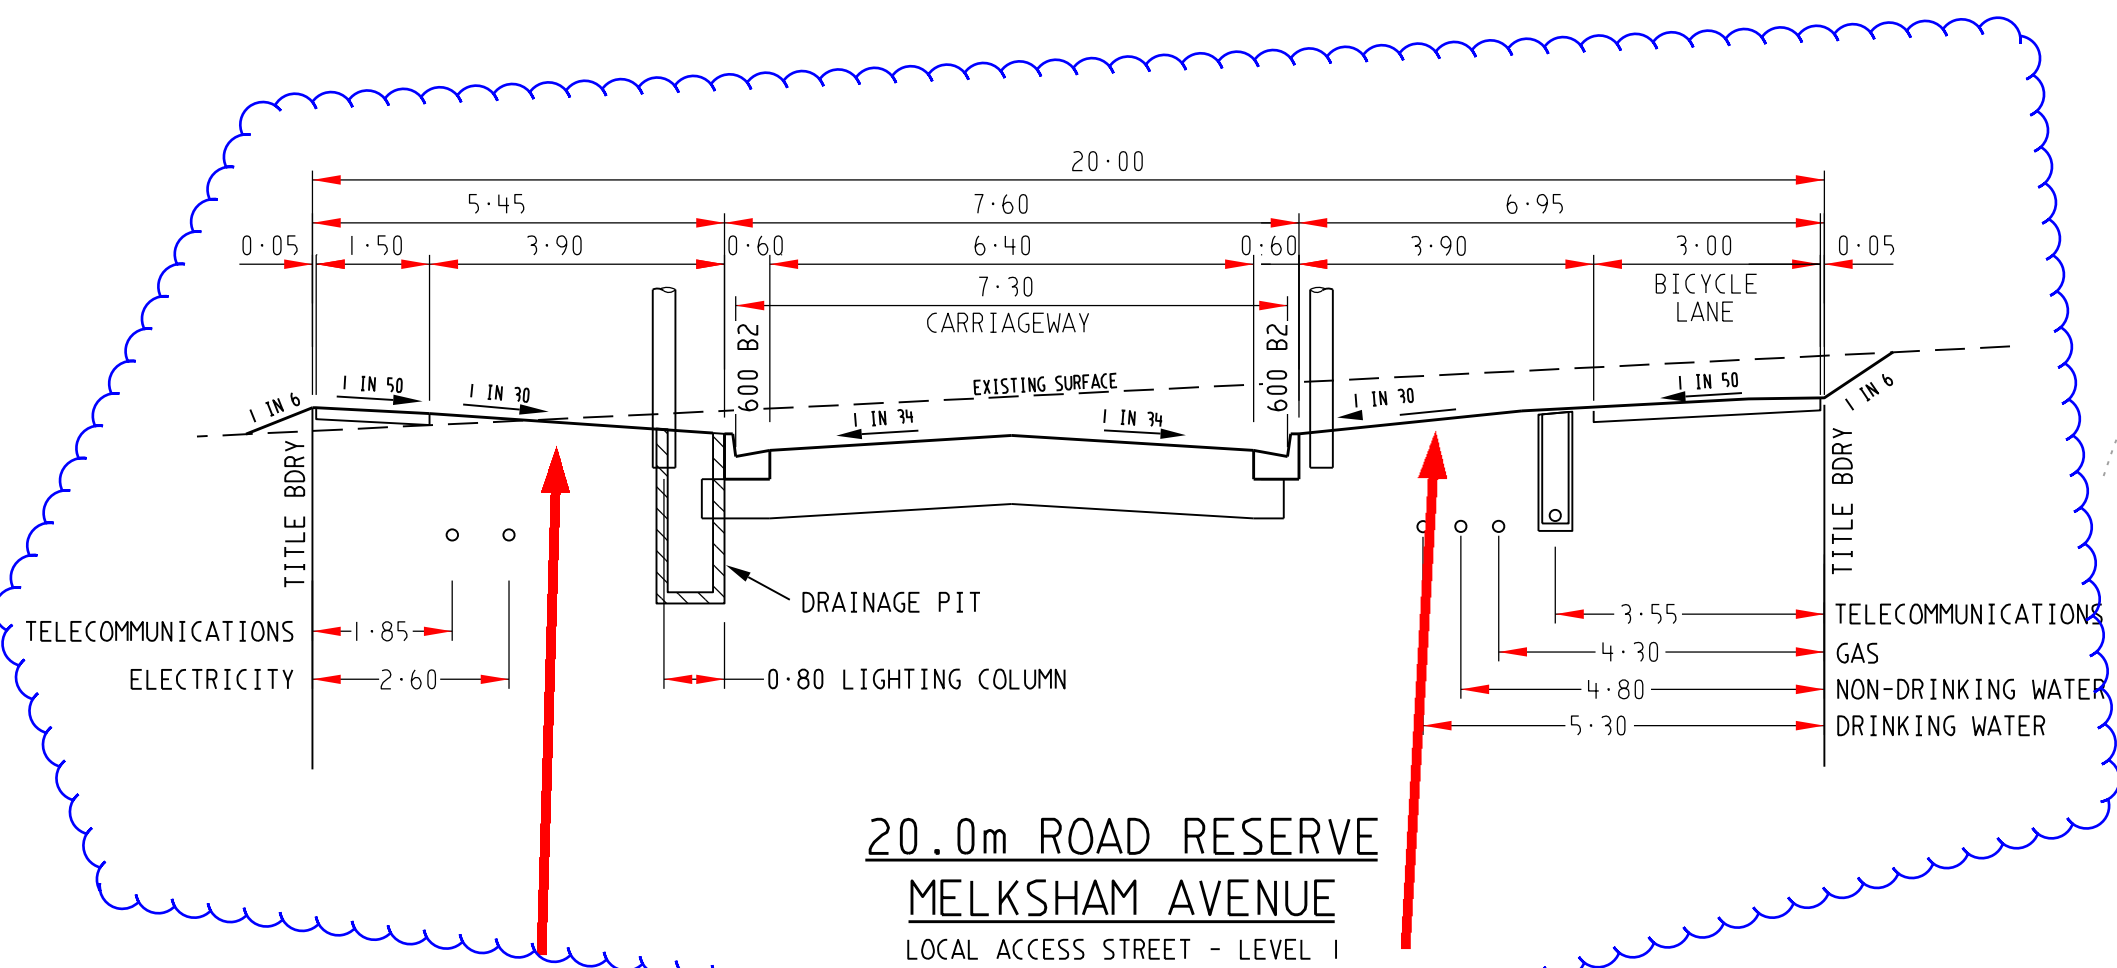 20·00
5·45 7·60 6·95
0·05 1·50 3·90 0·60 6·40 0·60 3·90 3·00 0·05
7·30
CARRIAGEWAY
BICYCLE
LANE
600 B2
600 B2
EXISTING SURFACE
1 IN 6
1 IN 50
1 IN 30
1 IN 34
1 IN 34
1 IN 30
1 IN 50
1 IN 6
TITLE BDRY
TITLE BDRY
DRAINAGE PIT
TELECOMMUNICATIONS 1·85
ELECTRICITY 2·60
0·80 LIGHTING COLUMN
3·55 TELECOMMUNICATIONS
4·30 GAS
4·80 NON-DRINKING WATER
5·30 DRINKING WATER
20.0m ROAD RESERVE
MELKSHAM AVENUE
LOCAL ACCESS STREET - LEVEL 1